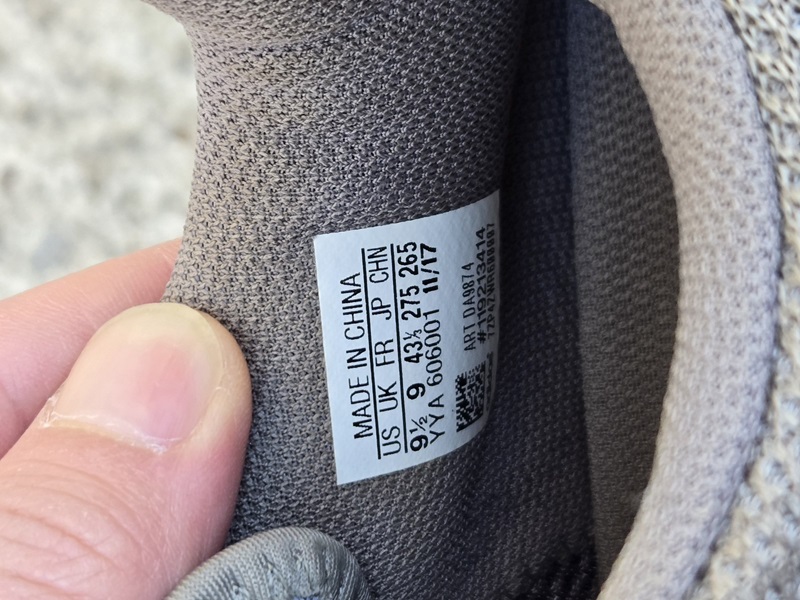 MADE IN CHINA
US UK FR JP CHN
9½ 9 43⅓ 275 265
YYA 606001 11/17
ART DA9874
#1192113414